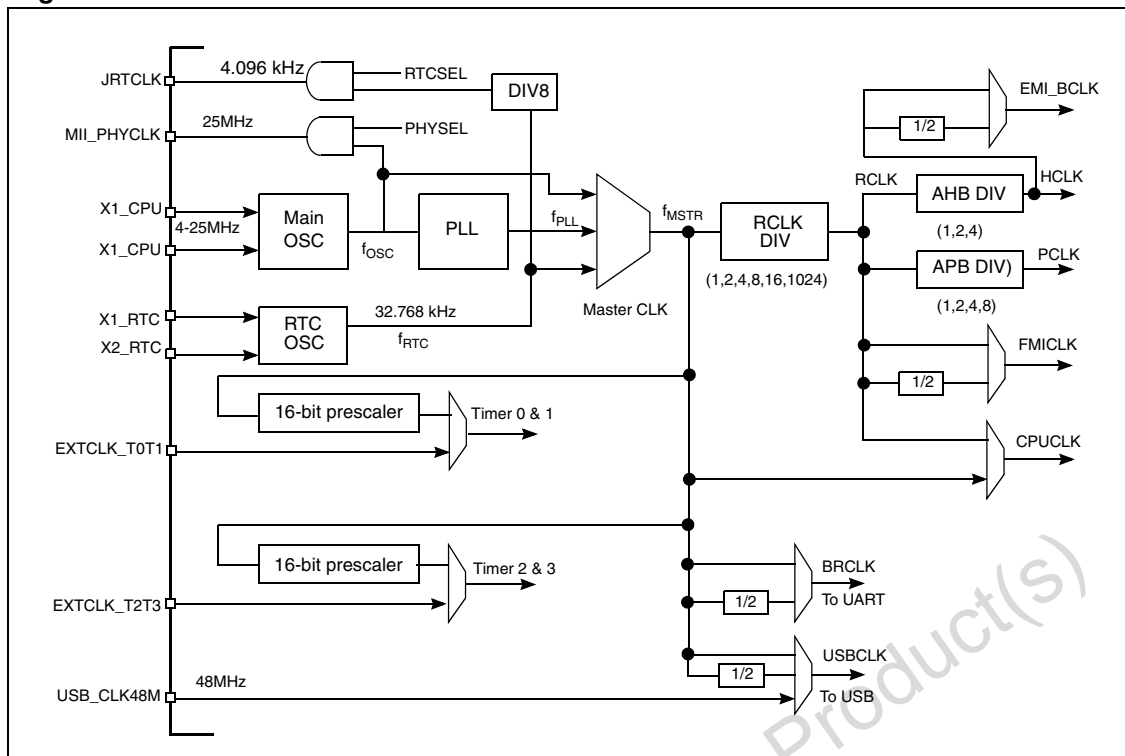 JRTCLK
4.096 kHz
RTCSEL
DIV8
MII_PHYCLK
25MHz
PHYSEL
X1_CPU
4-25MHz
X1_CPU
Main
OSC
fOSC
PLL
fPLL
fMSTR
Master CLK
RCLK
DIV
(1,2,4,8,16,1024)
RCLK
EMI_BCLK
1/2
HCLK
AHB DIV
(1,2,4)
PCLK
APB DIV)
(1,2,4,8)
X1_RTC
X2_RTC
RTC
OSC
32.768 kHz
fRTC
FMICLK
1/2
CPUCLK
16-bit prescaler
Timer 0 & 1
EXTCLK_T0T1
16-bit prescaler
Timer 2 & 3
EXTCLK_T2T3
BRCLK
1/2
To UART
USBCLK
1/2
To USB
USB_CLK48M
48MHz
Product(s)